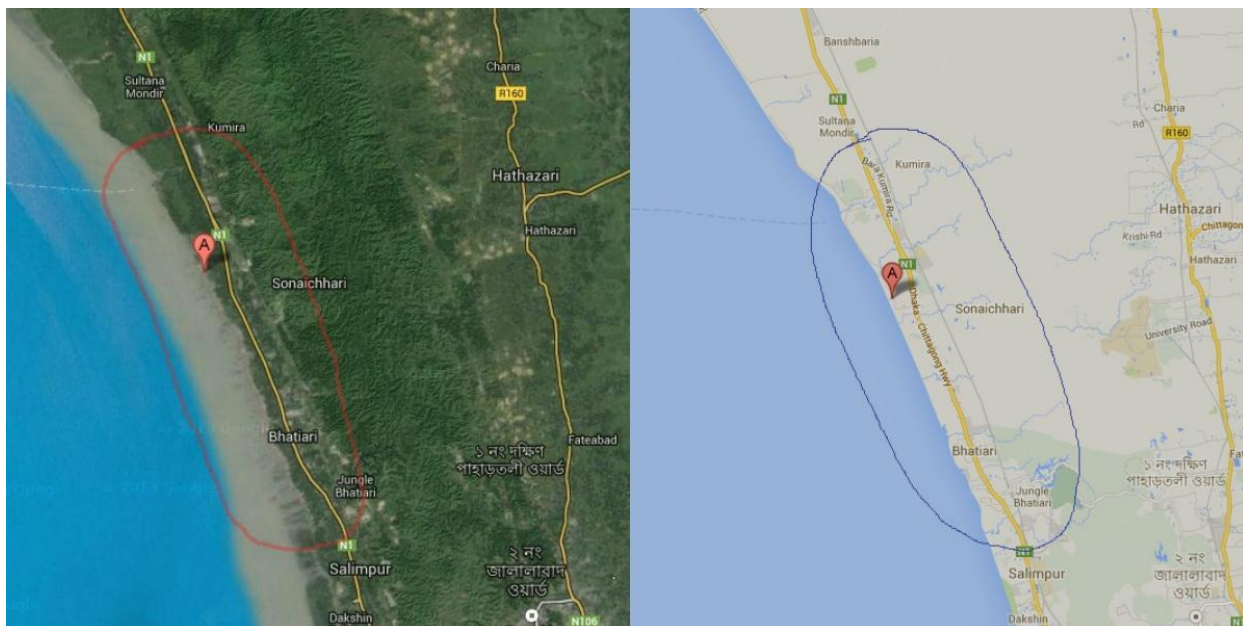 N1
Sultana
Mondir
Charia
R160
Kumira
Hathazari
N1
Hathazari
A
Sonaichhari
Bhatiari
Fateabad
১ নং দক্ষিণ
পাহাড়তলী ওয়ার্ড
Jungle
Bhatiari
N1
Salimpur
২ নং
জালালাবাদ
ওয়ার্ড
Dakshin
N106
Banshbaria
N1
Charia
Sultana
Mondir
Rd
R160
Kumira
Bara Kumira Rd
Hathazari
Chittagong
Krishi Rd
Hathazari
N1
A
Sonaichhari
Dhaka - Chittagong Hwy
University Road
Bhatiari
১ নং দক্ষিণ
পাহাড়তলী ওয়ার্ড
Jungle
Bhatiari
Salimpur
২ নং
জালালাবাদ
ওয়ার্ড
Dakshin
N1